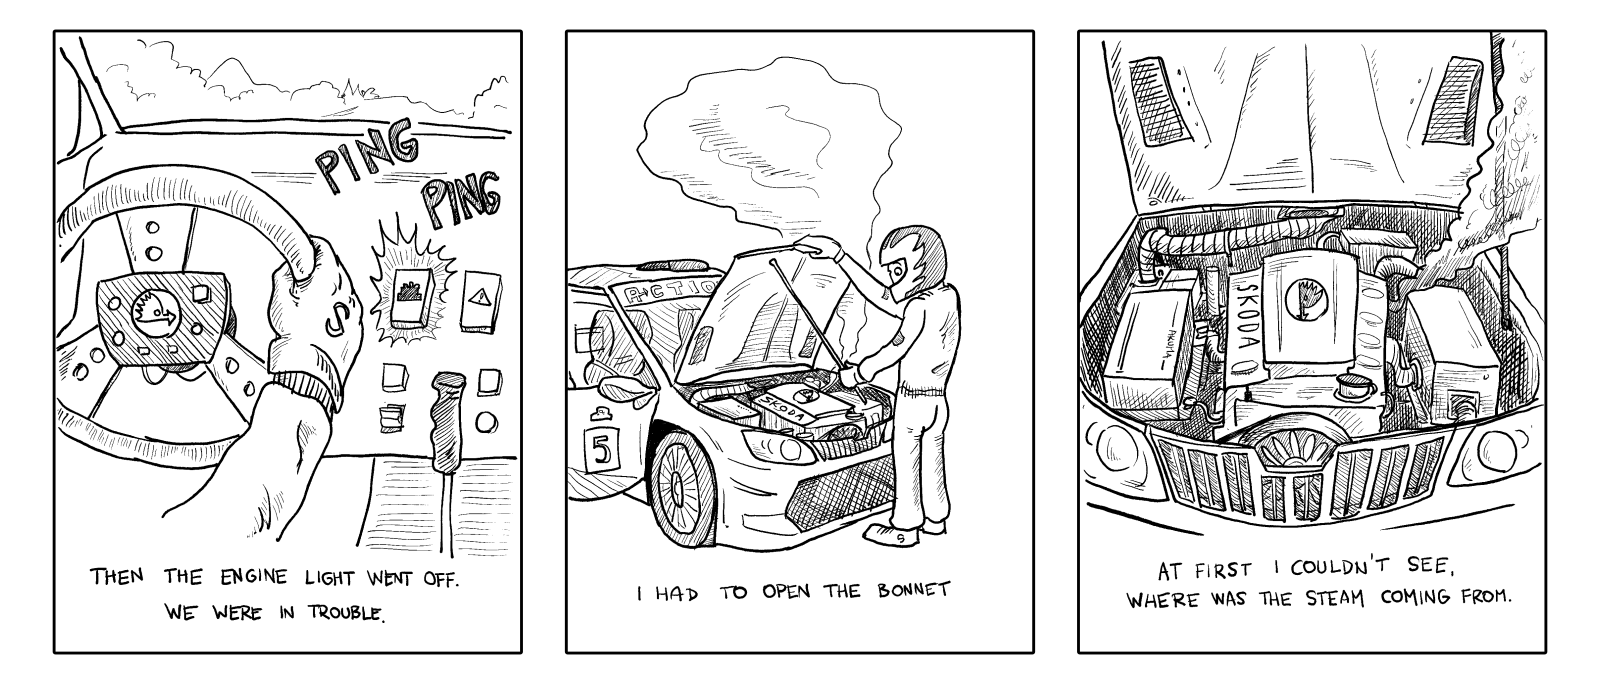 PING
PING
S
THEN THE ENGINE LIGHT WENT OFF.
WE WERE IN TROUBLE.
ACTIO
SKODA
5
S
I HAD TO OPEN THE BONNET
SKODA
AKUMA
AT FIRST I COULDN'T SEE,
WHERE WAS THE STEAM COMING FROM.